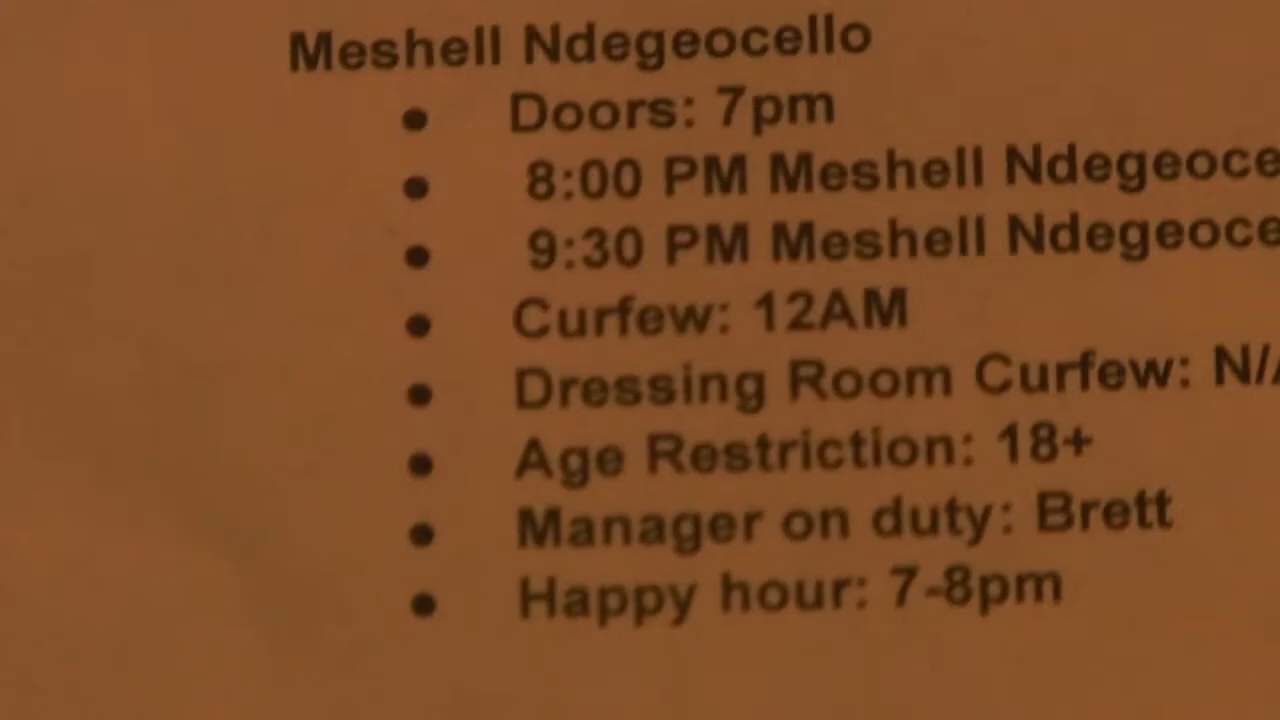 Meshell Ndegeocello
• Doors: 7pm
• 8:00 PM Meshell Ndegeoce
• 9:30 PM Meshell Ndegeoce
• Curfew: 12AM
• Dressing Room Curfew: N/A
• Age Restriction: 18+
• Manager on duty: Brett
• Happy hour: 7-8pm